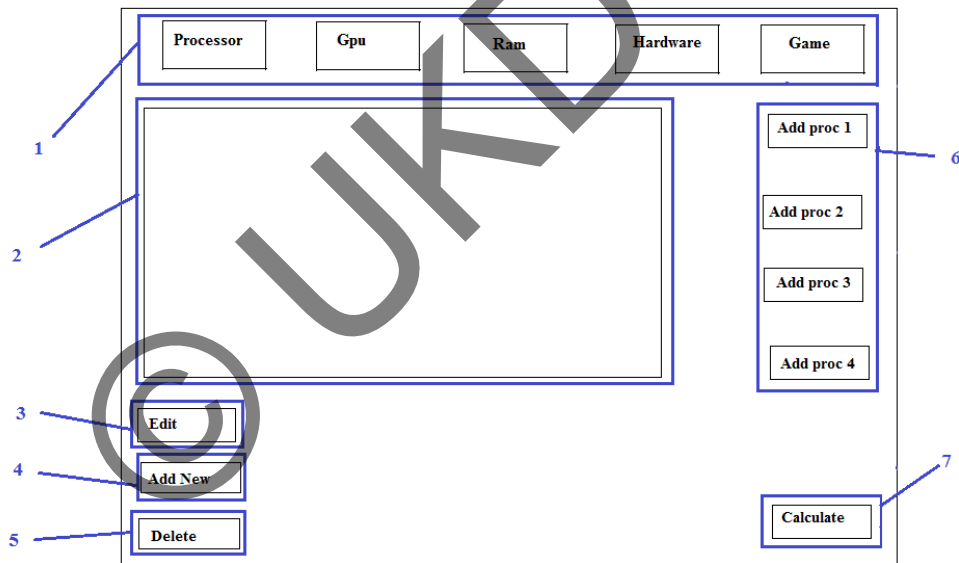 Processor
Gpu
Ram
Hardware
Game
1
Add proc 1
6
Add proc 2
2
Add proc 3
Add proc 4
3
Edit
4
Add New
7
Calculate
5
Delete
© UKD